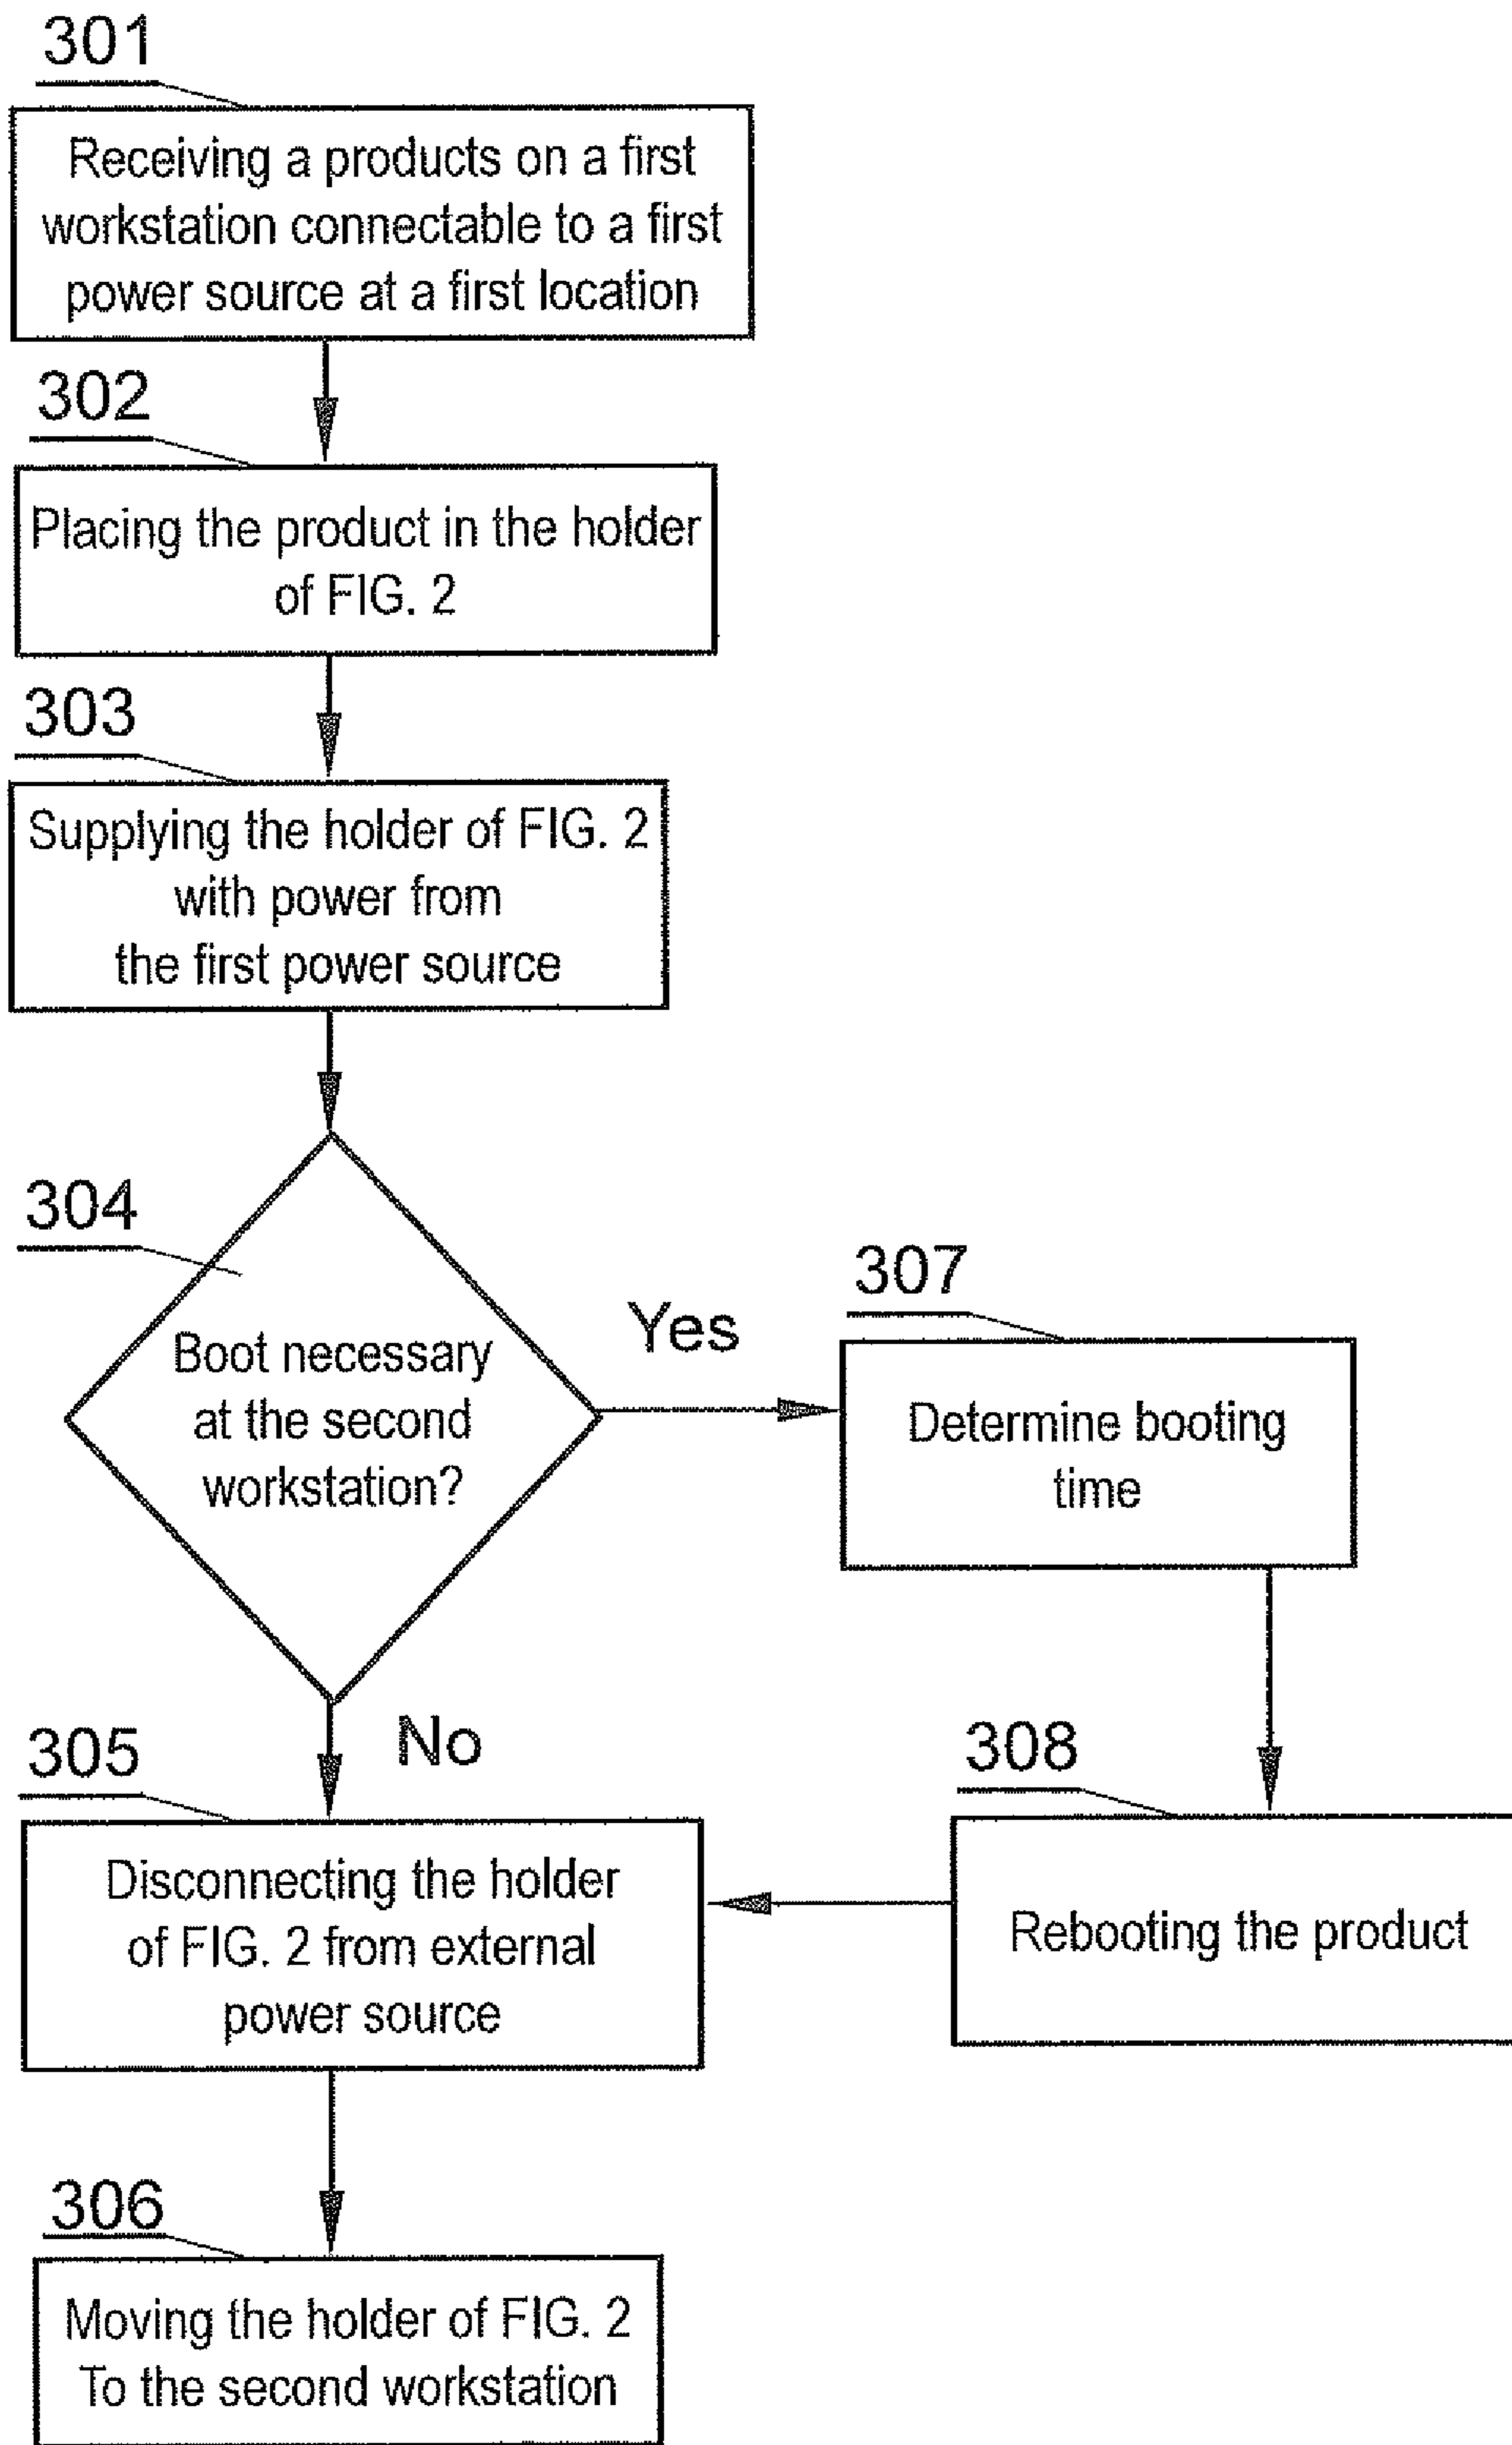 301
Receiving a products on a first
workstation connectable to a first
power source at a first location
302
Placing the product in the holder
of FIG. 2
303
Supplying the holder of FIG. 2
with power from
the first power source
304
Boot necessary
at the second
workstation?
Yes
307
Determine booting
time
No
305
Disconnecting the holder
of FIG. 2 from external
power source
308
Rebooting the product
306
Moving the holder of FIG. 2
To the second workstation